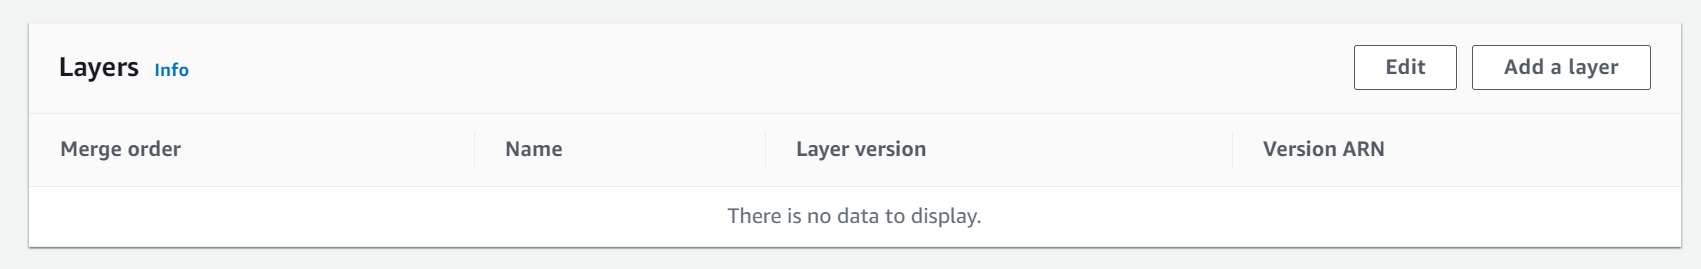 Layers Info Edit Add a layer
Merge order Name Layer version Version ARN
There is no data to display.